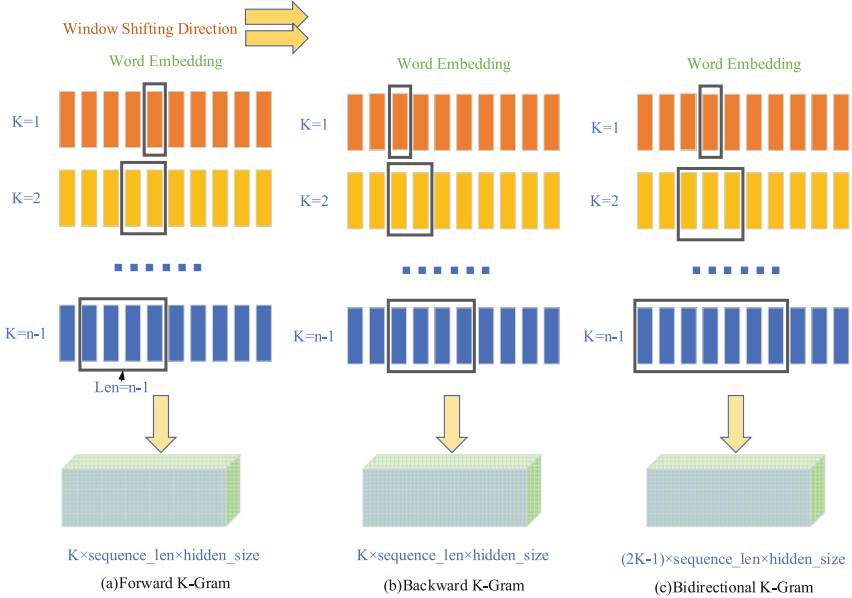 Window Shifting Direction
Word Embedding
Word Embedding
Word Embedding
K=1
K=1
K=1
K=2
K=2
K=2
K=n-1
K=n-1
K=n-1
Len=n-1
K×sequence_len×hidden_size
K×sequence_len×hidden_size
(2K-1)×sequence_len×hidden_size
(a)Forward K-Gram
(b)Backward K-Gram
(c)Bidirectional K-Gram